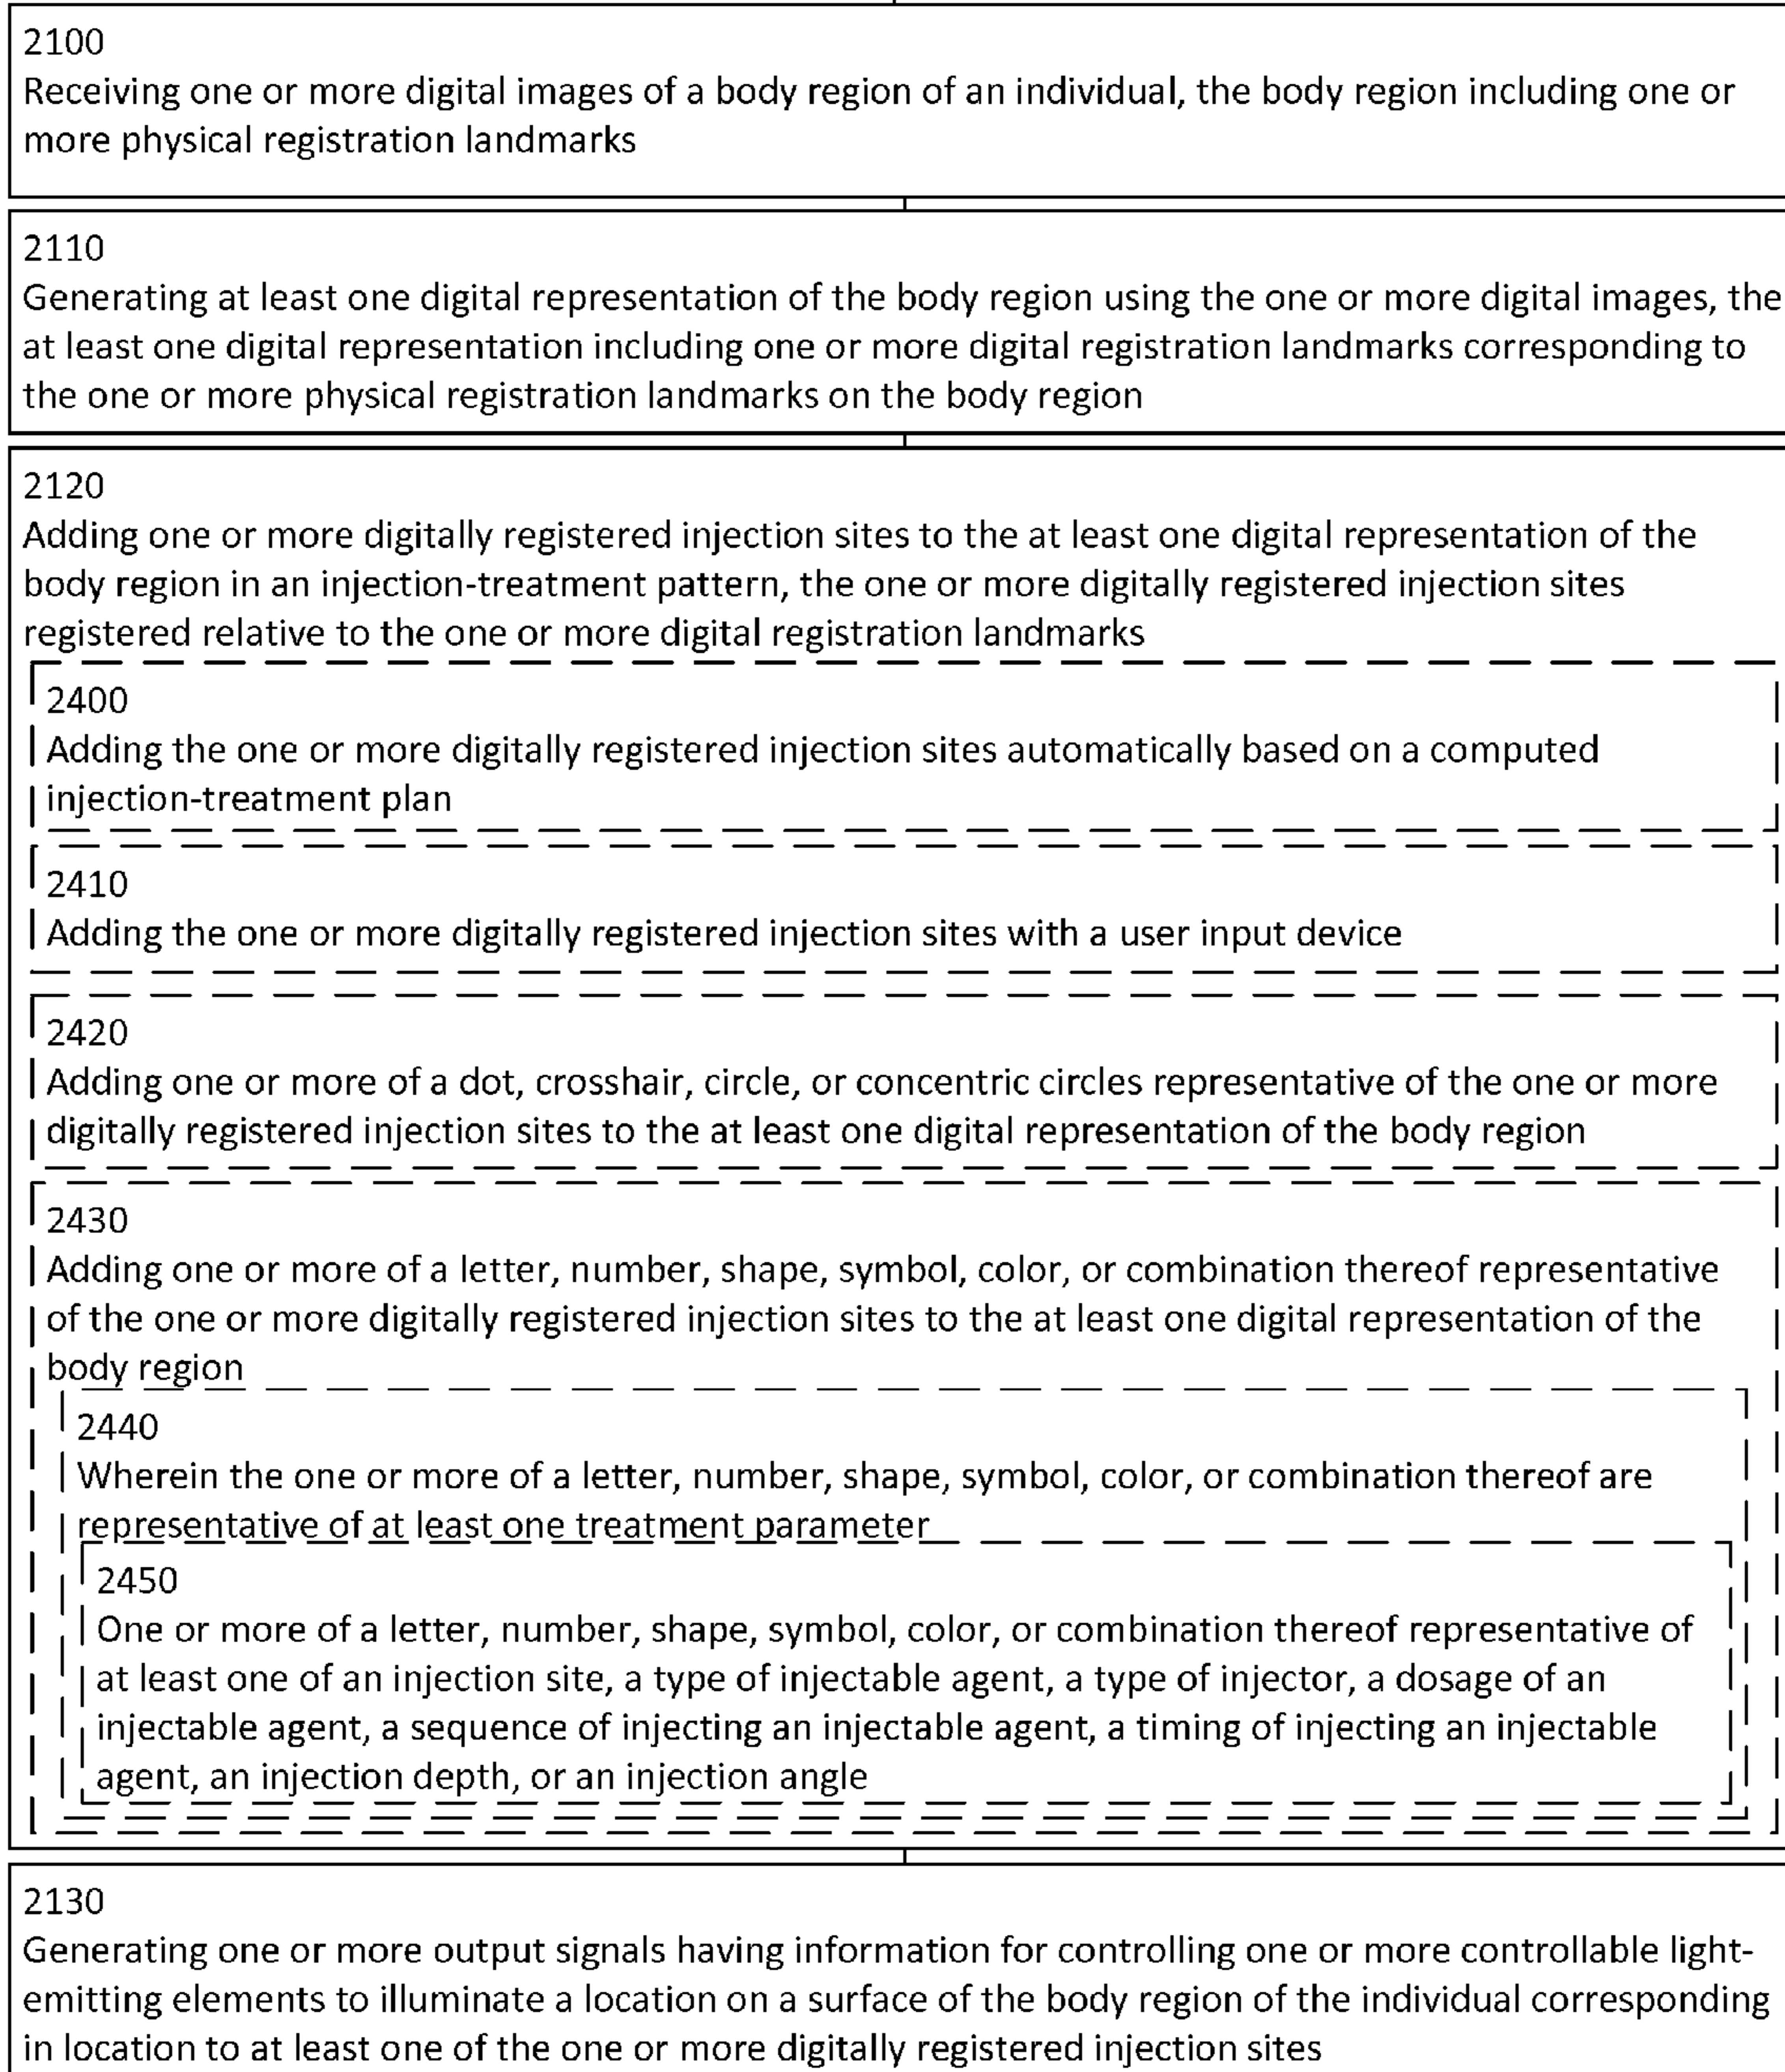 2100
Receiving one or more digital images of a body region of an individual, the body region including one or
more physical registration landmarks
2110
Generating at least one digital representation of the body region using the one or more digital images, the
at least one digital representation including one or more digital registration landmarks corresponding to
the one or more physical registration landmarks on the body region
2120
Adding one or more digitally registered injection sites to the at least one digital representation of the
body region in an injection-treatment pattern, the one or more digitally registered injection sites
registered relative to the one or more digital registration landmarks
2400
Adding the one or more digitally registered injection sites automatically based on a computed
injection-treatment plan
2410
Adding the one or more digitally registered injection sites with a user input device
2420
Adding one or more of a dot, crosshair, circle, or concentric circles representative of the one or more
digitally registered injection sites to the at least one digital representation of the body region
2430
Adding one or more of a letter, number, shape, symbol, color, or combination thereof representative
of the one or more digitally registered injection sites to the at least one digital representation of the
body region
2440
Wherein the one or more of a letter, number, shape, symbol, color, or combination thereof are
representative of at least one treatment parameter
2450
One or more of a letter, number, shape, symbol, color, or combination thereof representative of
at least one of an injection site, a type of injectable agent, a type of injector, a dosage of an
injectable agent, a sequence of injecting an injectable agent, a timing of injecting an injectable
agent, an injection depth, or an injection angle
2130
Generating one or more output signals having information for controlling one or more controllable light-
emitting elements to illuminate a location on a surface of the body region of the individual corresponding
in location to at least one of the one or more digitally registered injection sites